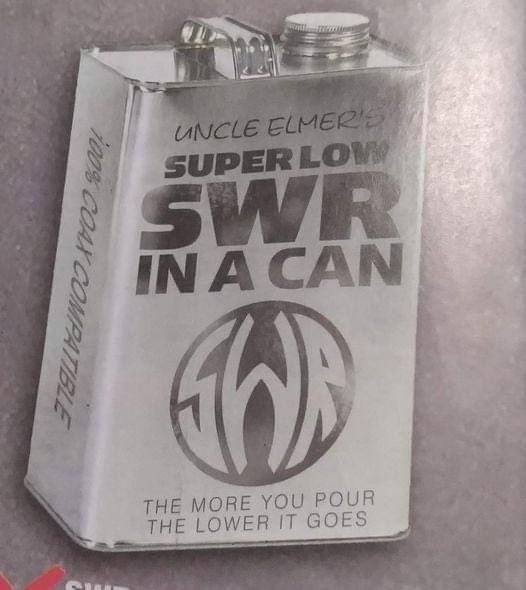 UNCLE ELMER'S
SUPER LOW
SWR
IN A CAN
SWR
THE MORE YOU POUR
THE LOWER IT GOES
100% COAX COMPATIBLE